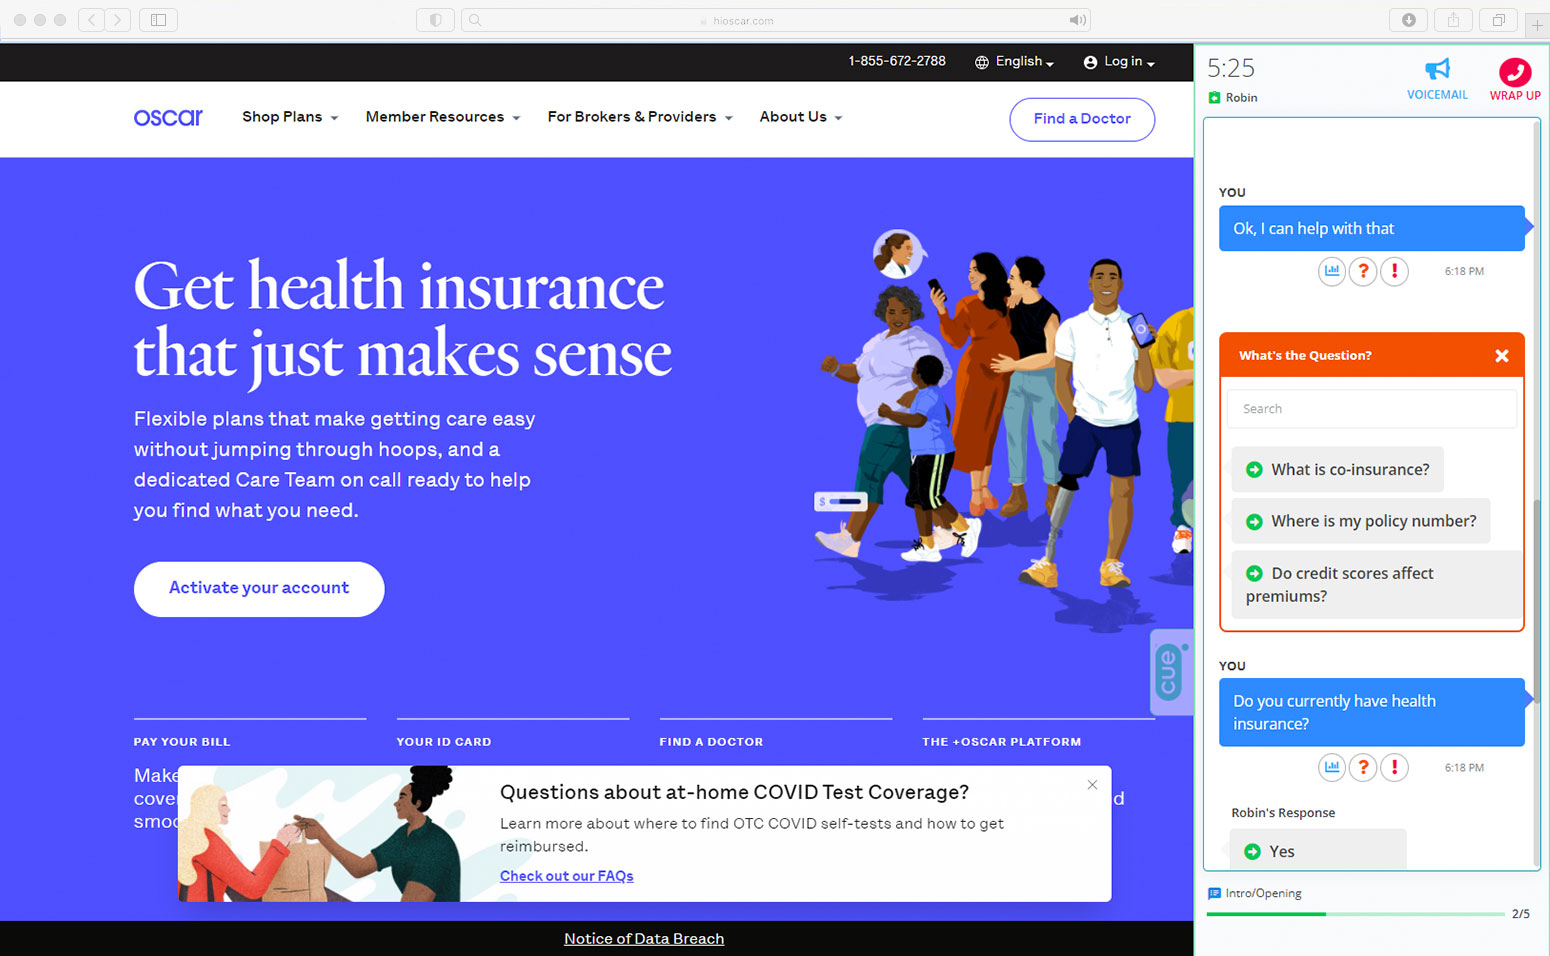 hioscar.com
1-855-672-2788 English Log in
oscar Shop Plans Member Resources For Brokers & Providers About Us Find a Doctor
Get health insurance
that just makes sense
Flexible plans that make getting care easy
without jumping through hoops, and a
dedicated Care Team on call ready to help
you find what you need.
Activate your account
$
cue
PAY YOUR BILL YOUR ID CARD FIND A DOCTOR THE +OSCAR PLATFORM
Make
cove
smoo
d
Questions about at-home COVID Test Coverage?
Learn more about where to find OTC COVID self-tests and how to get
reimbursed.
Check out our FAQs
Notice of Data Breach
5:25
Robin
VOICEMAIL
WRAP UP
YOU
Ok, I can help with that
? !
6:18 PM
What's the Question?
Search
What is co-insurance?
Where is my policy number?
Do credit scores affect
premiums?
YOU
Do you currently have health
insurance?
? !
6:18 PM
Robin's Response
Yes
Intro/Opening
2/5